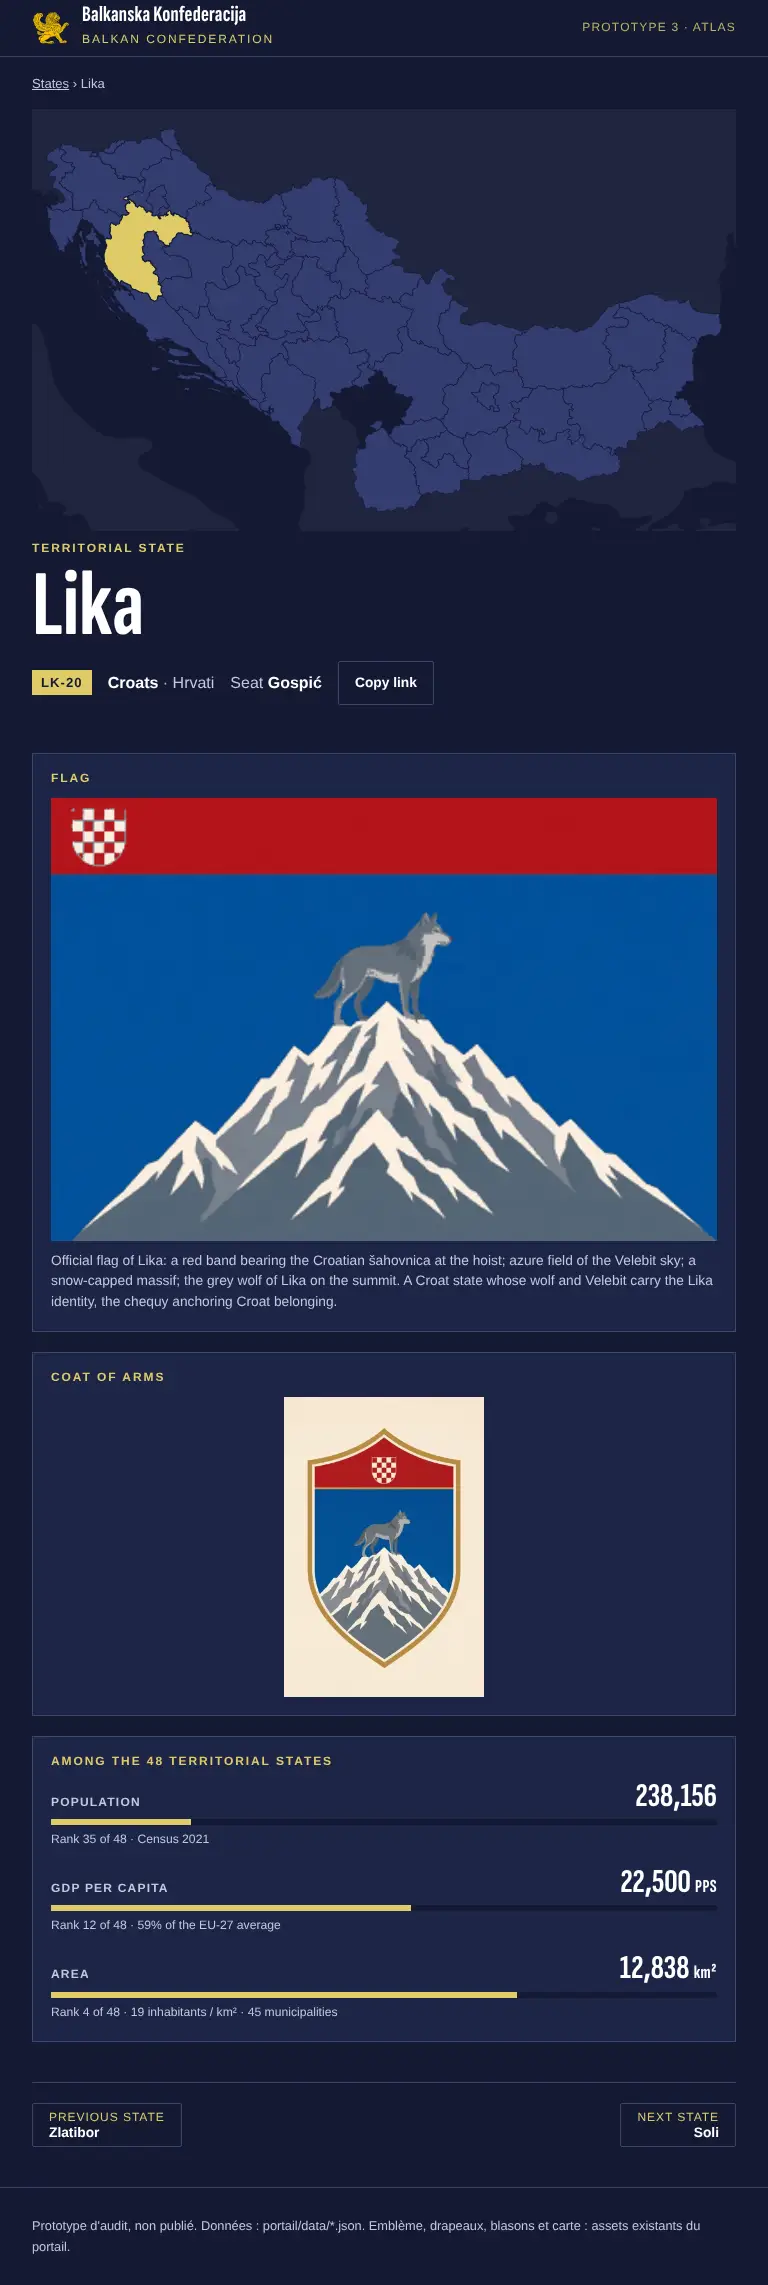 Balkanska Konfederacija
BALKAN CONFEDERATION
PROTOTYPE 3 · ATLAS
States › Lika
TERRITORIAL STATE
Lika
LK-20 Croats · Hrvati Seat Gospić Copy link
FLAG
Official flag of Lika: a red band bearing the Croatian šahovnica at the hoist; azure field of the Velebit sky; a
snow-capped massif; the grey wolf of Lika on the summit. A Croat state whose wolf and Velebit carry the Lika
identity, the chequy anchoring Croat belonging.
COAT OF ARMS
AMONG THE 48 TERRITORIAL STATES
POPULATION 238,156
Rank 35 of 48 · Census 2021
GDP PER CAPITA 22,500 PPS
Rank 12 of 48 · 59% of the EU-27 average
AREA 12,838 km²
Rank 4 of 48 · 19 inhabitants / km² · 45 municipalities
PREVIOUS STATE
Zlatibor
NEXT STATE
Soli
Prototype d'audit, non publié. Données : portail/data/*.json. Emblème, drapeaux, blasons et carte : assets existants du
portail.